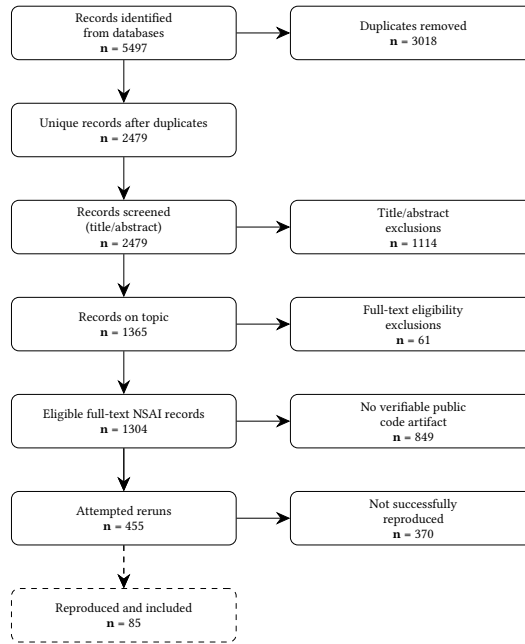 Records identified
from databases
n = 5497
Duplicates removed
n = 3018
Unique records after duplicates
n = 2479
Records screened
(title/abstract)
n = 2479
Title/abstract
exclusions
n = 1114
Records on topic
n = 1365
Full-text eligibility
exclusions
n = 61
Eligible full-text NSAI records
n = 1304
No verifiable public
code artifact
n = 849
Attempted reruns
n = 455
Not successfully
reproduced
n = 370
Reproduced and included
n = 85